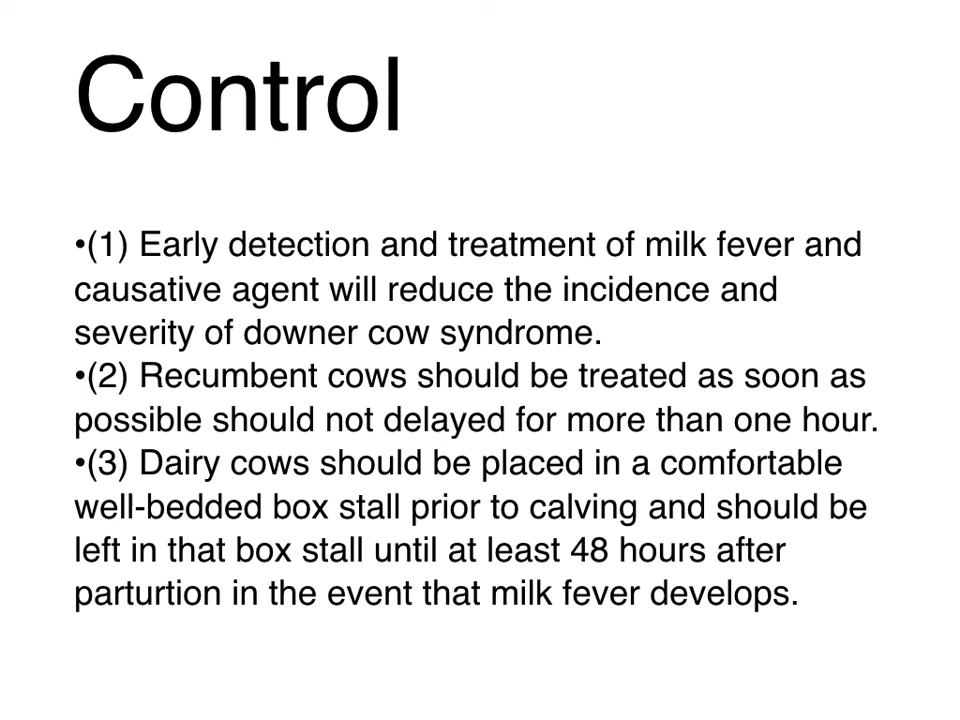 Control
•(1) Early detection and treatment of milk fever and
causative agent will reduce the incidence and
severity of downer cow syndrome.
•(2) Recumbent cows should be treated as soon as
possible should not delayed for more than one hour.
•(3) Dairy cows should be placed in a comfortable
well-bedded box stall prior to calving and should be
left in that box stall until at least 48 hours after
parturtion in the event that milk fever develops.